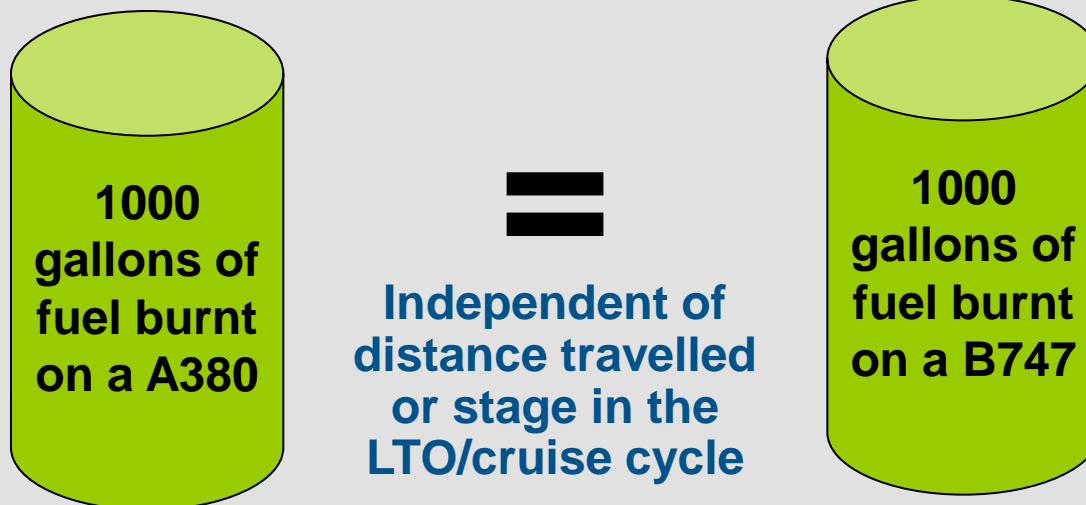 1000
gallons of
fuel burnt
on a A380
=
Independent of
distance travelled
or stage in the
LTO/cruise cycle
1000
gallons of
fuel burnt
on a B747